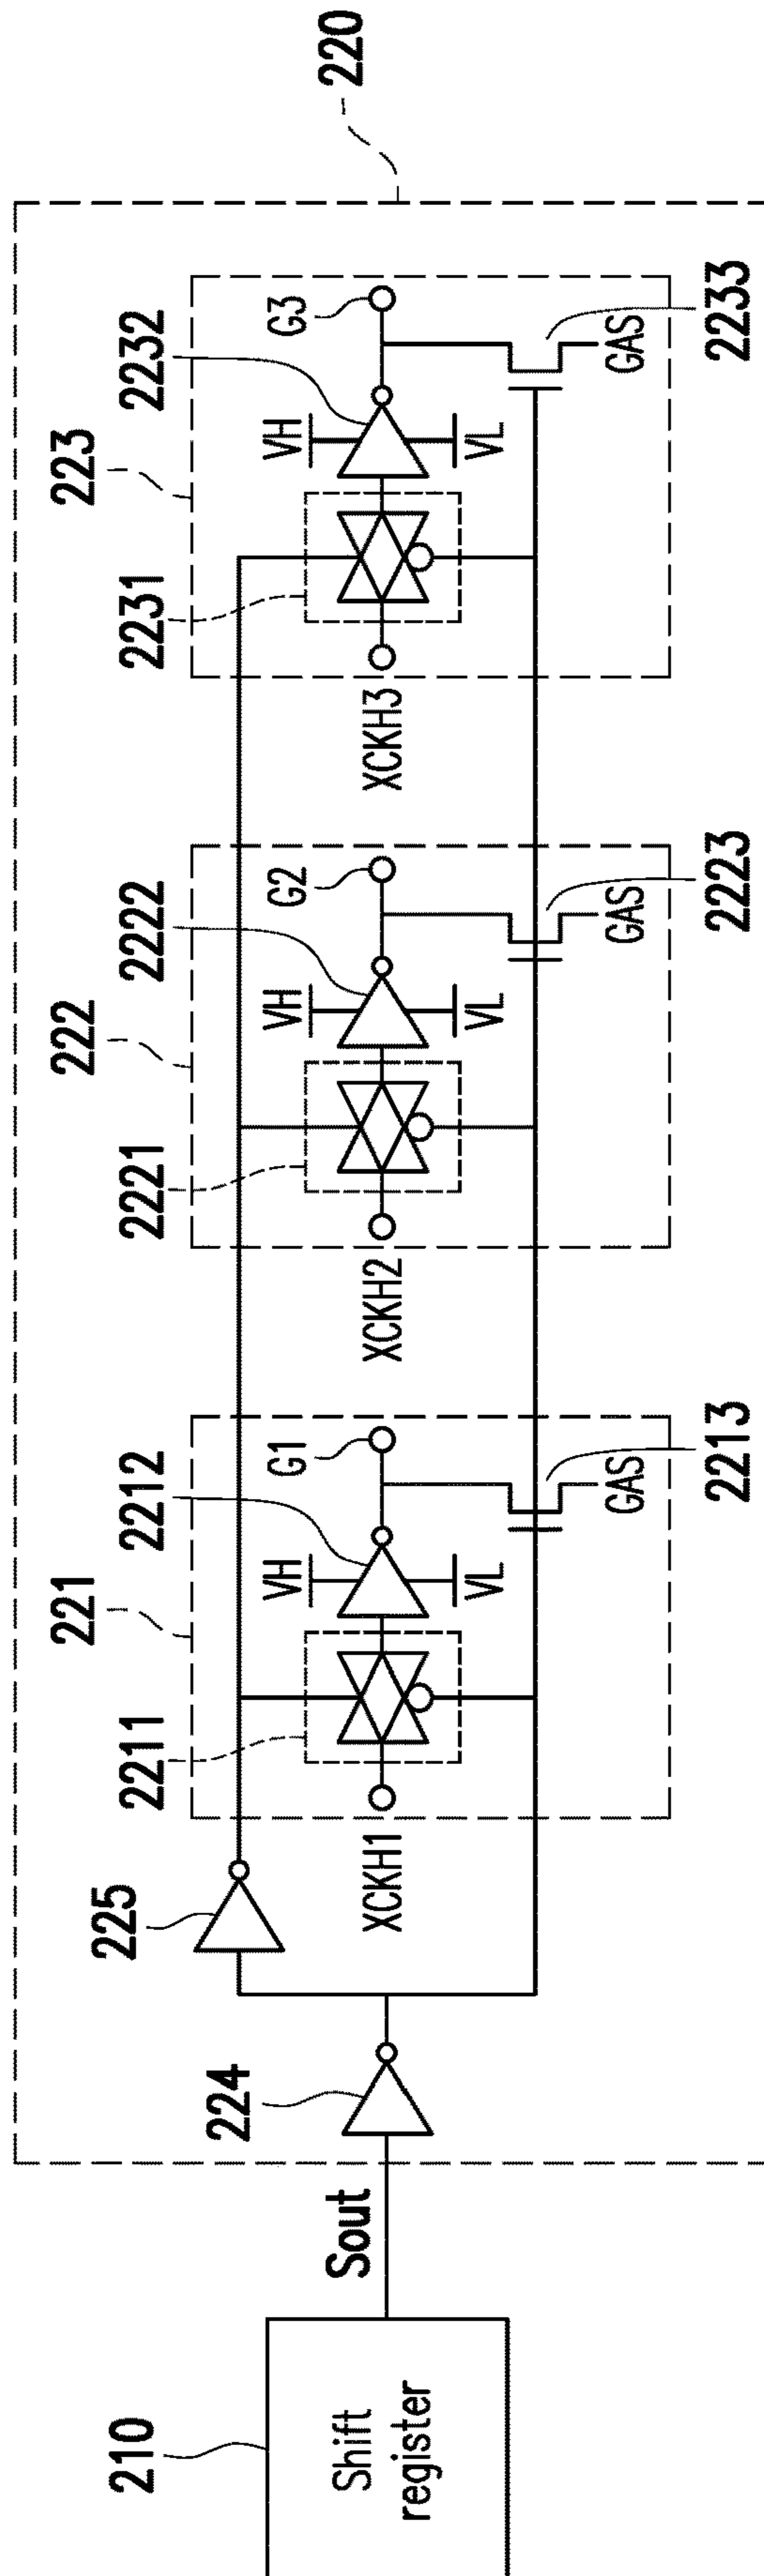 210
Shift
register
Sout
220
224
225
221
2211
2212
XCKH1
VH
VL
G1
GAS
2213
222
2221
2222
XCKH2
VH
VL
G2
GAS
2223
223
2231
2232
XCKH3
VH
VL
G3
GAS
2233